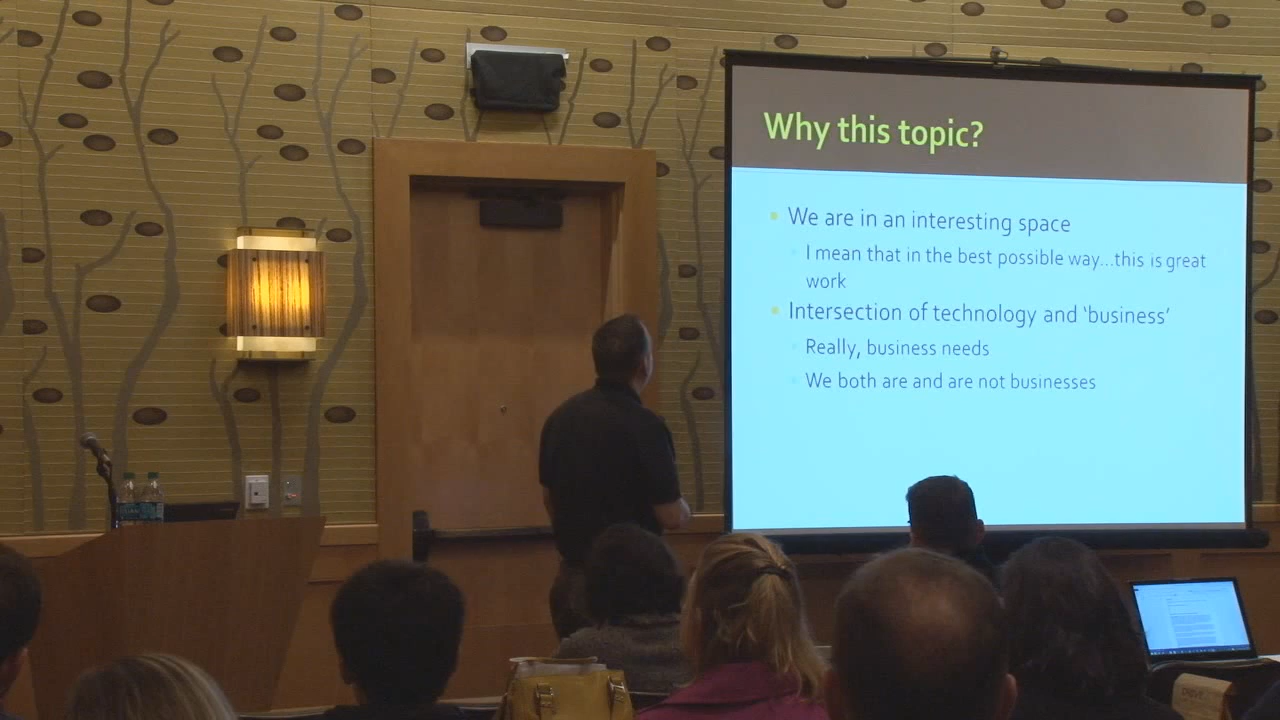 Why this topic?
We are in an interesting space
I mean that in the best possible way...this is great
work
Intersection of technology and ‘business’
Really, business needs
We both are and are not businesses